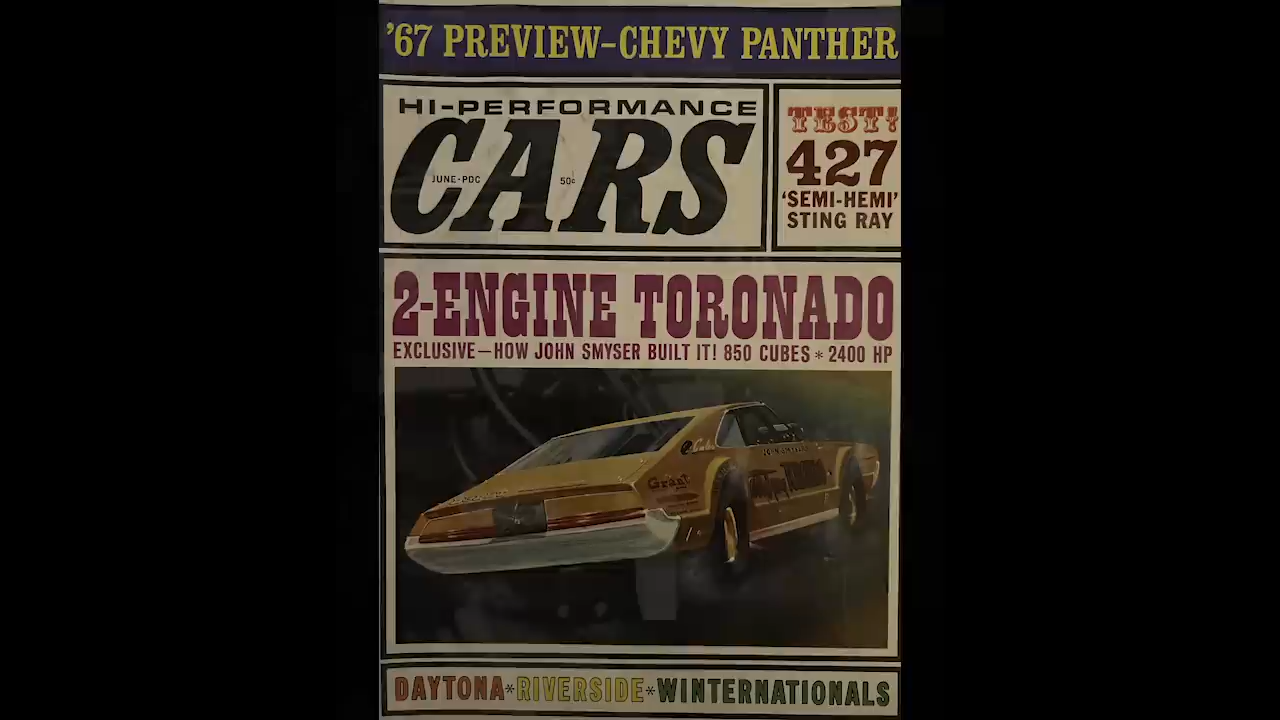 '67 PREVIEW-CHEVY PANTHER
HI-PERFORMANCE
CARS
JUNE-PDC 50¢
TEST!
427
'SEMI-HEMI'
STING RAY
2-ENGINE TORONADO
EXCLUSIVE—HOW JOHN SMYSER BUILT IT! 850 CUBES * 2400 HP
Grant
DAYTONA*RIVERSIDE*WINTERNATIONALS